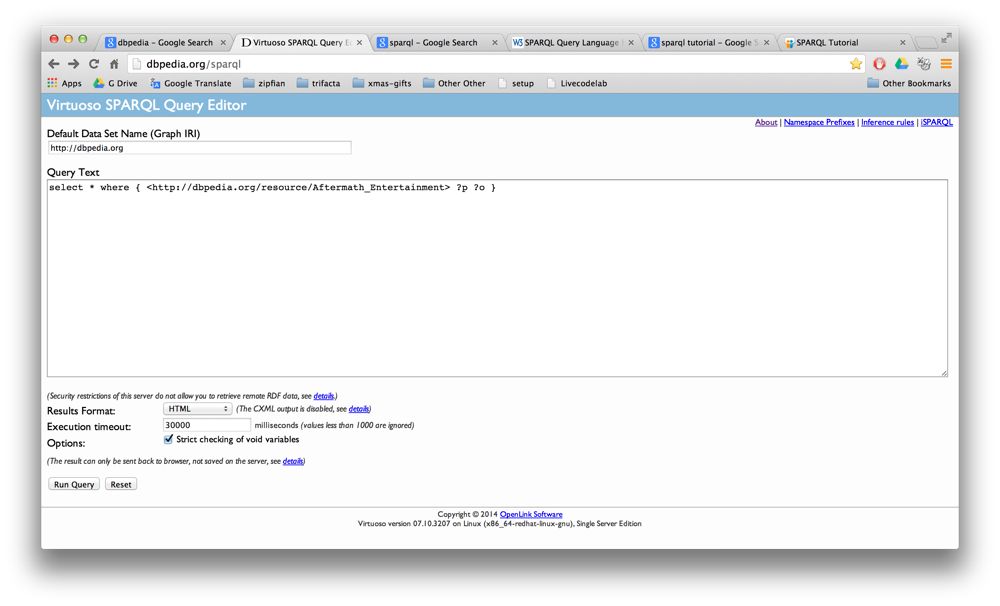 dbpedia - Google Search
Virtuoso SPARQL Query E
sparql - Google Search
SPARQL Query Language
sparql tutorial - Google S
SPARQL Tutorial
dbpedia.org/sparql
Apps G Drive Google Translate zipfian trifacta xmas-gifts Other Other setup Livecodelab Other Bookmarks
Virtuoso SPARQL Query Editor
About | Namespace Prefixes | Inference rules | iSPARQL
Default Data Set Name (Graph IRI)
http://dbpedia.org
Query Text
select * where { <http://dbpedia.org/resource/Aftermath_Entertainment> ?p ?o }
(Security restrictions of this server do not allow you to retrieve remote RDF data, see details.)
Results Format: HTML (The CXML output is disabled, see details)
Execution timeout: 30000 milliseconds (values less than 1000 are ignored)
Options: Strict checking of void variables
(The result can only be sent back to browser, not saved on the server, see details)
Run Query Reset
Copyright © 2014 OpenLink Software
Virtuoso version 07.10.3207 on Linux (x86_64-redhat-linux-gnu), Single Server Edition